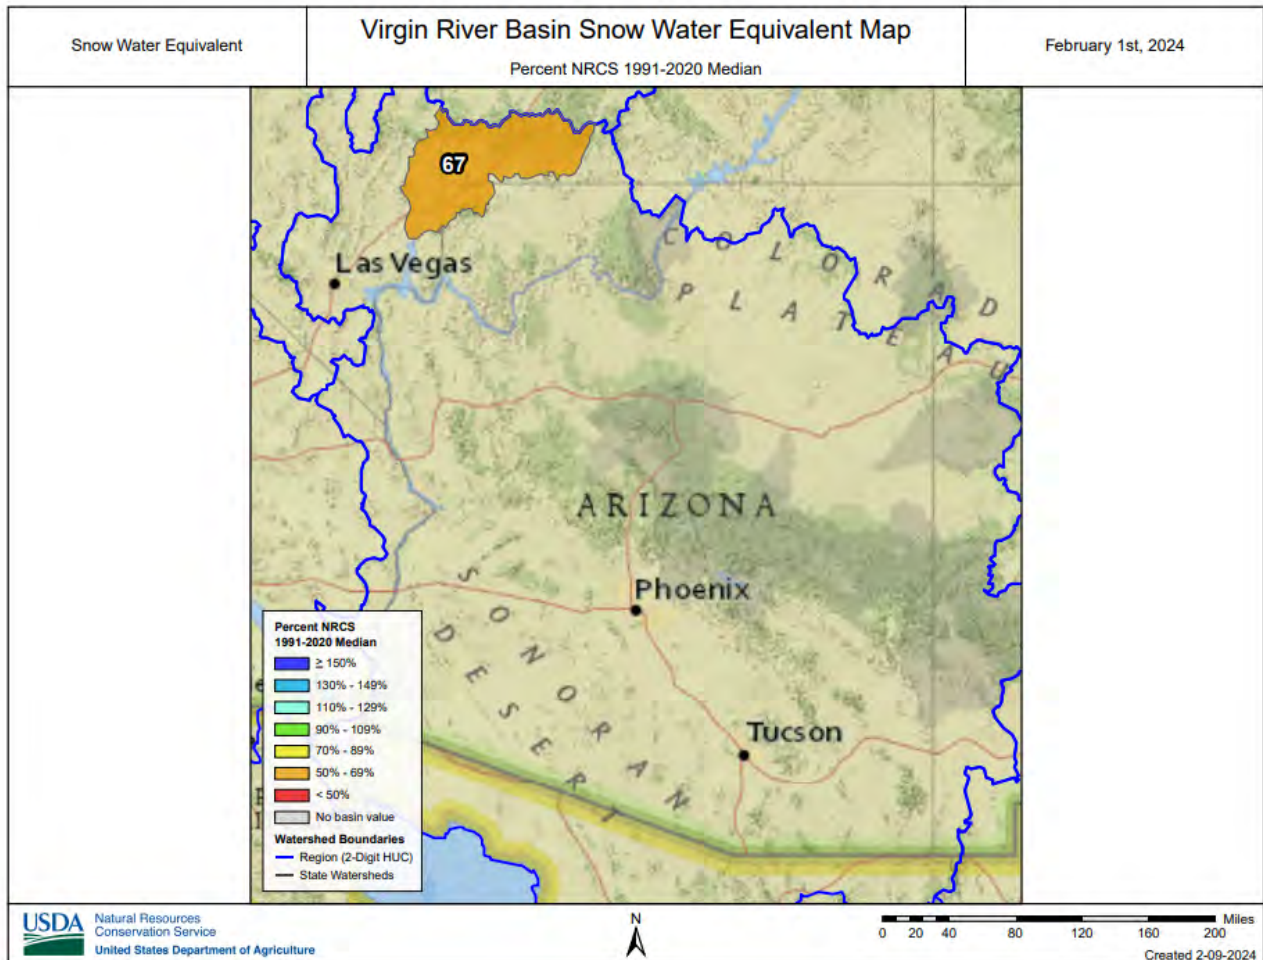 Snow Water Equivalent
Virgin River Basin Snow Water Equivalent Map
Percent NRCS 1991-2020 Median
February 1st, 2024
67
Las Vegas
COLORADO
PLATEAU
ARIZONA
Phoenix
SONORAN
DESERT
Tucson
Percent NRCS
1991-2020 Median
≥ 150%
130% - 149%
110% - 129%
90% - 109%
70% - 89%
50% - 69%
< 50%
No basin value
Watershed Boundaries
Region (2-Digit HUC)
State Watersheds
USDA
Natural Resources
Conservation Service
United States Department of Agriculture
N
0 20 40 80 120 160 200 Miles
Created 2-09-2024